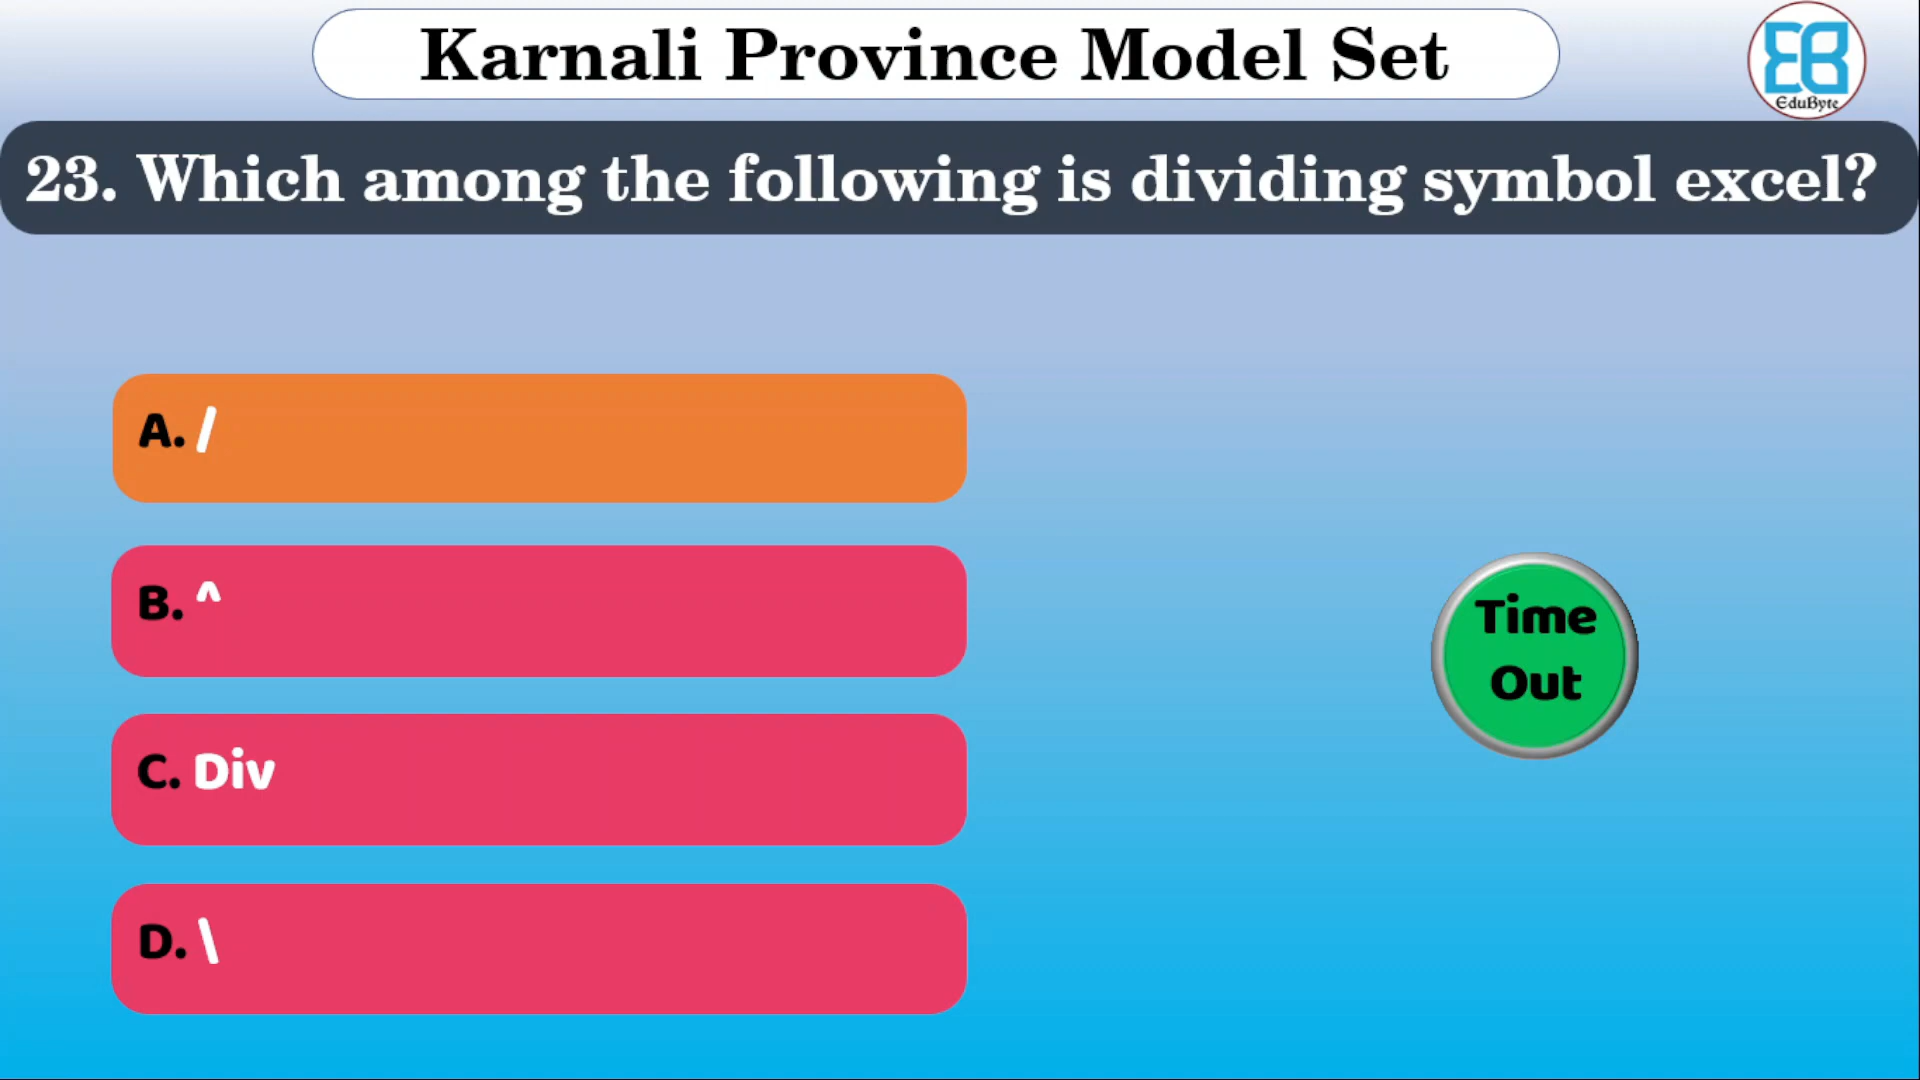 Karnali Province Model Set
EduByte
23. Which among the following is dividing symbol excel?
A. /
B. ^
C. Div
D. \
Time
Out